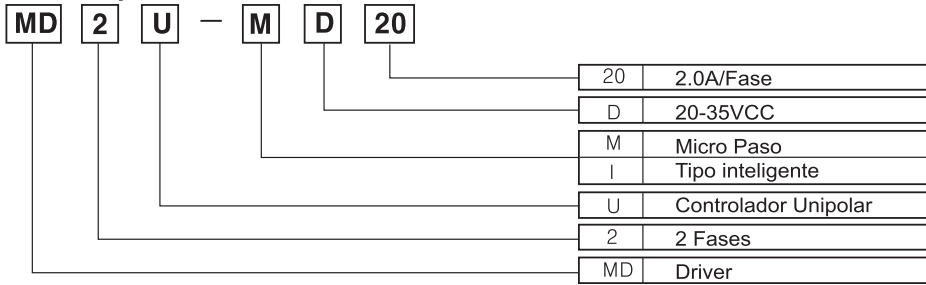 MD 2 U - M D 20
20 2.0A/Fase
D 20-35VCC
M Micro Paso
I Tipo inteligente
U Controlador Unipolar
2 2 Fases
MD Driver